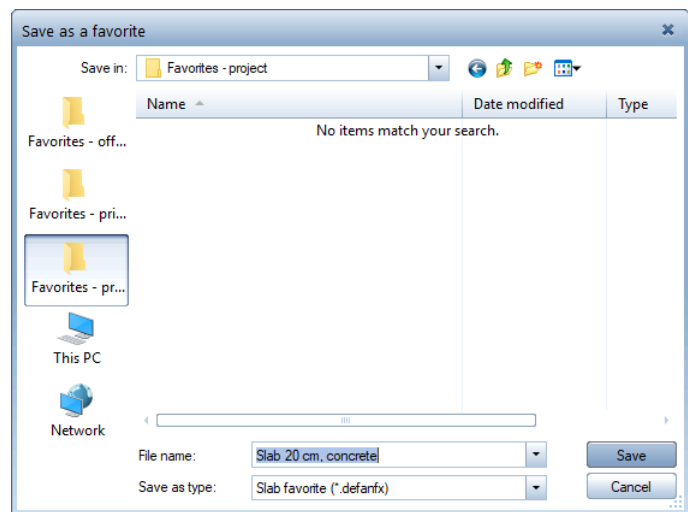 Save as a favorite
Save in: Favorites - project
Name Date modified Type
No items match your search.
Favorites - off...
Favorites - pri...
Favorites - pr...
This PC
Network
File name: Slab 20 cm, concrete Save
Save as type: Slab favorite (*.defanfx) Cancel